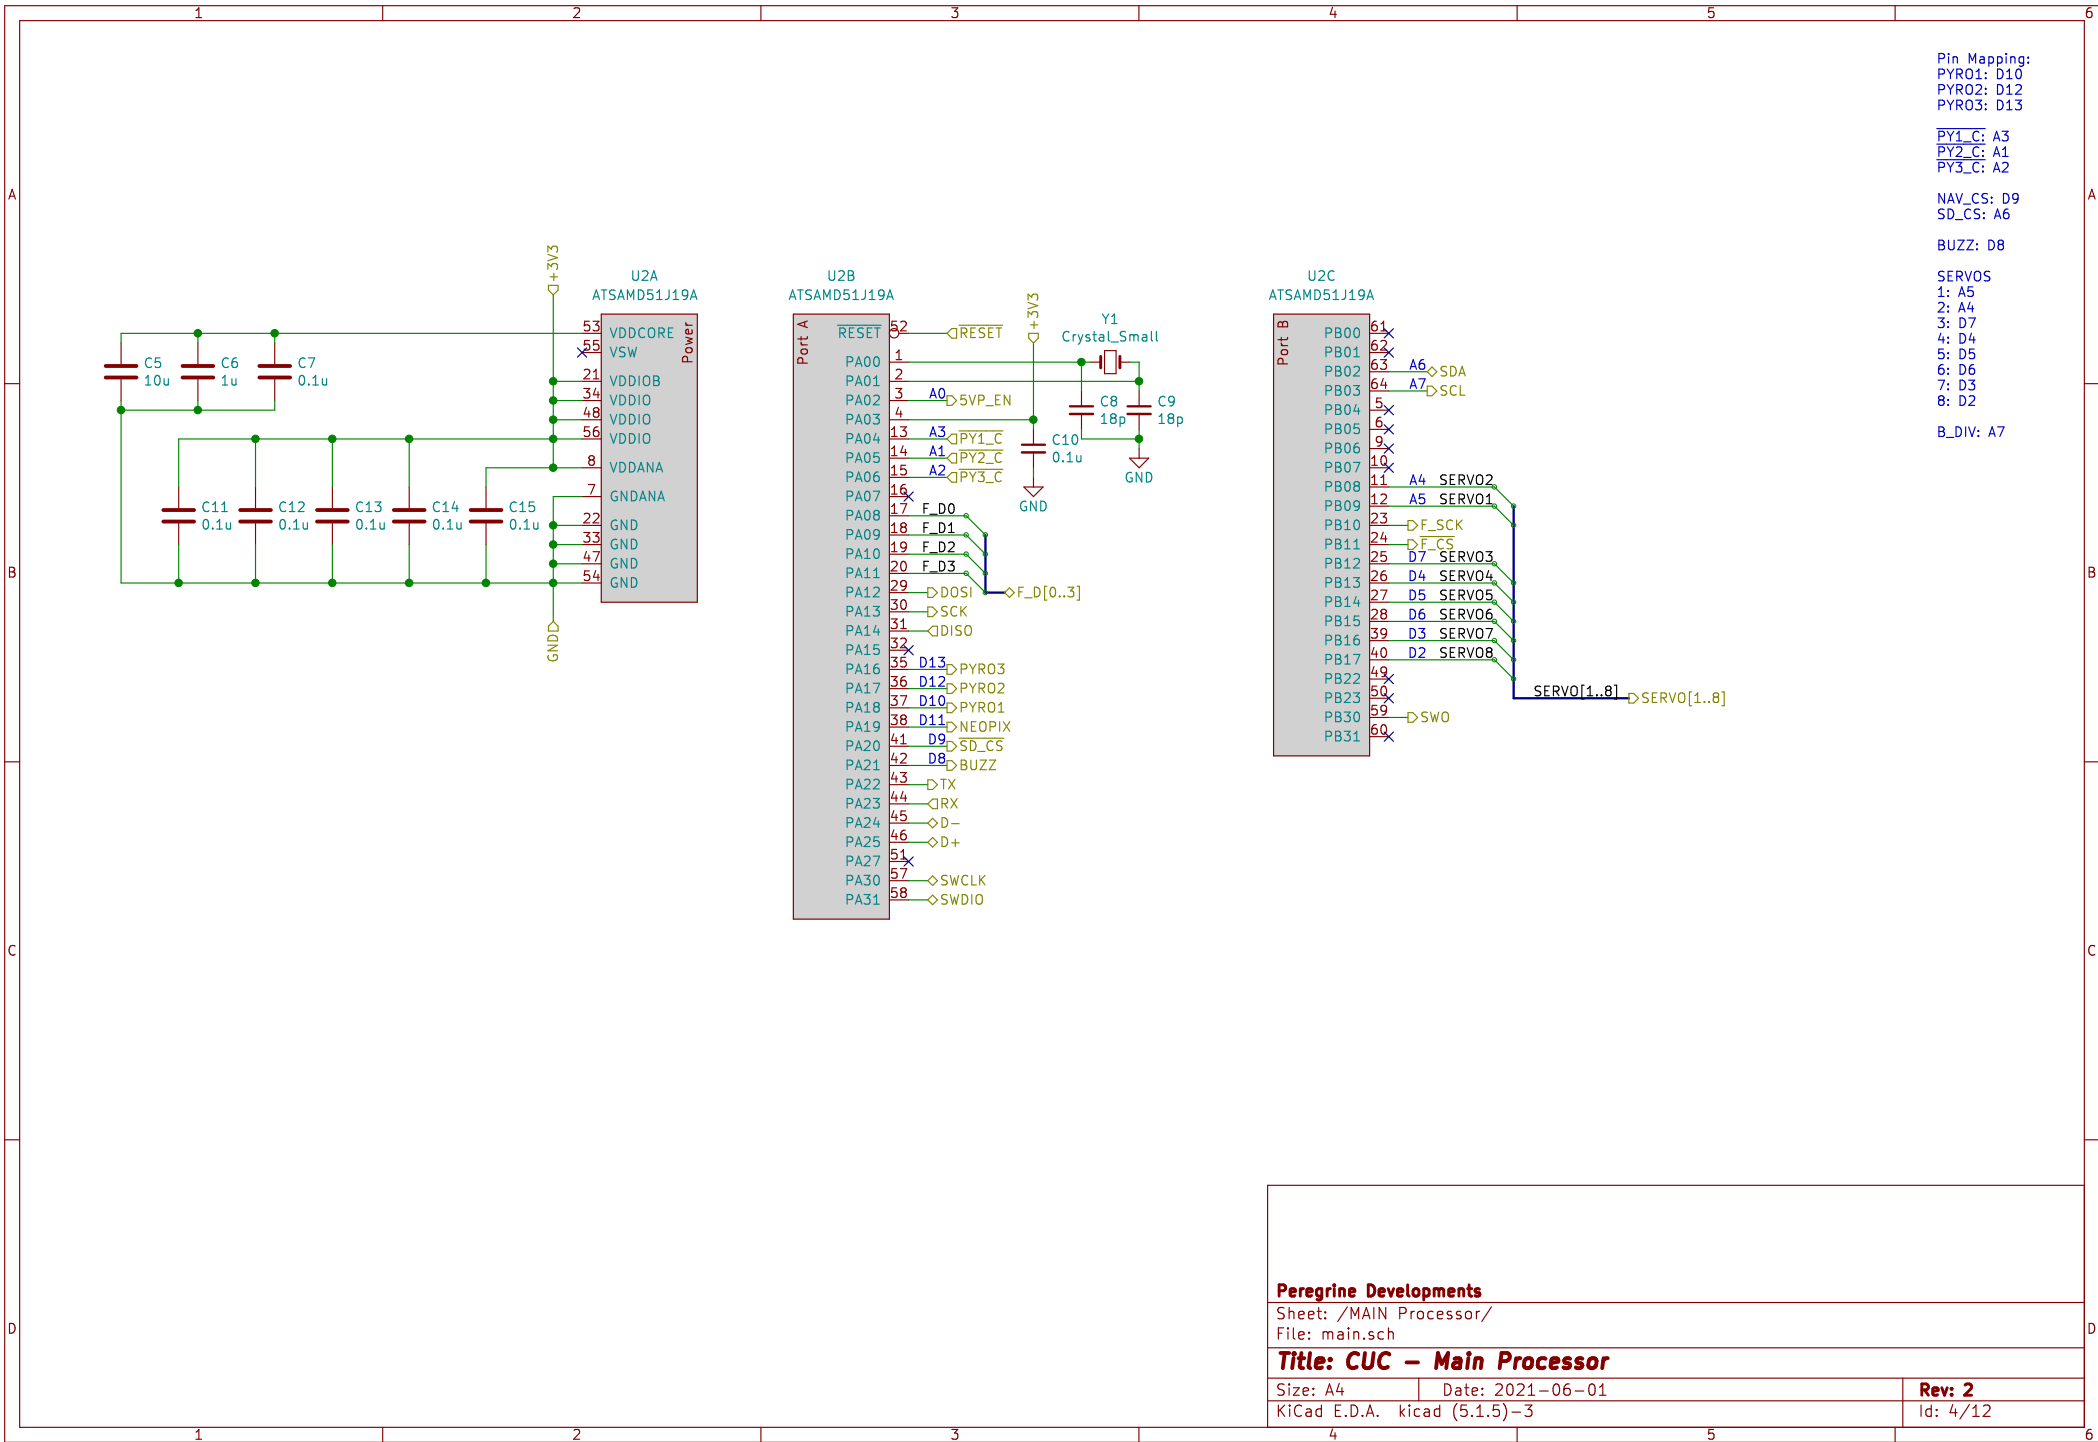 1 2 3 4 5 6
A
B
C
D
A
B
C
D
1 2 3 4 5 6
Pin Mapping:
PYRO1: D10
PYRO2: D12
PYRO3: D13
PY1_C: A3
PY2_C: A1
PY3_C: A2
NAV_CS: D9
SD_CS: A6
BUZZ: D8
SERVOS
1: A5
2: A4
3: D7
4: D4
5: D5
6: D6
7: D3
8: D2
B_DIV: A7
+3V3
U2A
ATSAMD51J19A
Power
53 VDDCORE
55 VSW
21 VDDIOB
34 VDDIO
48 VDDIO
56 VDDIO
8 VDDANA
7 GNDANA
22 GND
33 GND
47 GND
54 GND
GND
C5
10u
C6
1u
C7
0.1u
C11
0.1u
C12
0.1u
C13
0.1u
C14
0.1u
C15
0.1u
U2B
ATSAMD51J19A
Port A
RESET 52 RESET
PA00 1
PA01 2
PA02 3 A0 5VP_EN
PA03 4
PA04 13 A3 PY1_C
PA05 14 A1 PY2_C
PA06 15 A2 PY3_C
PA07 16
PA08 17 F_D0
PA09 18 F_D1
PA10 19 F_D2
PA11 20 F_D3
F_D[0..3]
PA12 29 DOSI
PA13 30 SCK
PA14 31 DISO
PA15 32
PA16 35 D13 PYRO3
PA17 36 D12 PYRO2
PA18 37 D10 PYRO1
PA19 38 D11 NEOPIX
PA20 41 D9 SD_CS
PA21 42 D8 BUZZ
PA22 43 TX
PA23 44 RX
PA24 45 D-
PA25 46 D+
PA27 51
PA30 57 SWCLK
PA31 58 SWDIO
+3V3
Y1
Crystal_Small
C8
18p
C9
18p
C10
0.1u
GND
GND
U2C
ATSAMD51J19A
Port B
PB00 61
PB01 62
PB02 63 A6 SDA
PB03 64 A7 SCL
PB04 5
PB05 6
PB06 9
PB07 10
PB08 11 A4 SERVO2
PB09 12 A5 SERVO1
PB10 23 F_SCK
PB11 24 F_CS
PB12 25 D7 SERVO3
PB13 26 D4 SERVO4
PB14 27 D5 SERVO5
PB15 28 D6 SERVO6
PB16 39 D3 SERVO7
PB17 40 D2 SERVO8
PB22 49
PB23 50
SERVO[1..8] SERVO[1..8]
PB30 59 SWO
PB31 60
Peregrine Developments
Sheet: /MAIN Processor/
File: main.sch
Title: CUC - Main Processor
Size: A4 Date: 2021-06-01 Rev: 2
KiCad E.D.A. kicad (5.1.5)-3 Id: 4/12